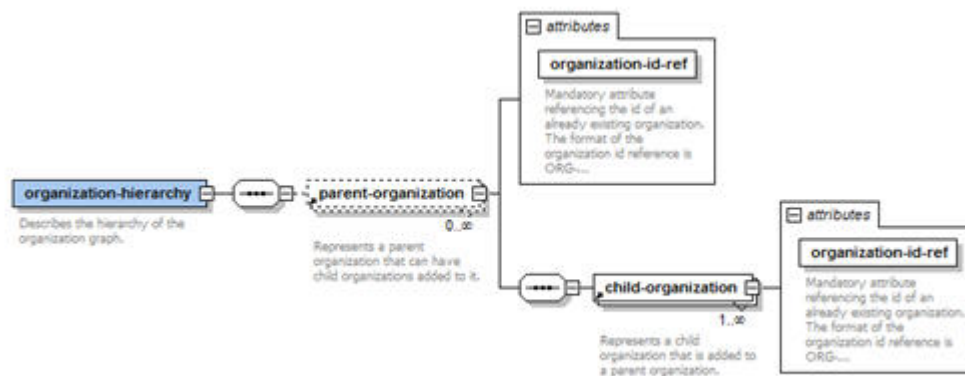 attributes
organization-id-ref
Mandatory attribute
referencing the id of an
already existing organization.
The format of the
organization id reference is
ORG-...
organization-hierarchy
Describes the hierarchy of the
organization graph.
parent-organization
0..∞
Represents a parent
organization that can have
child organizations added to it.
child-organization
1..∞
Represents a child
organization that is added to
a parent organization.
attributes
organization-id-ref
Mandatory attribute
referencing the id of an
already existing organization.
The format of the
organization id reference is
ORG-...